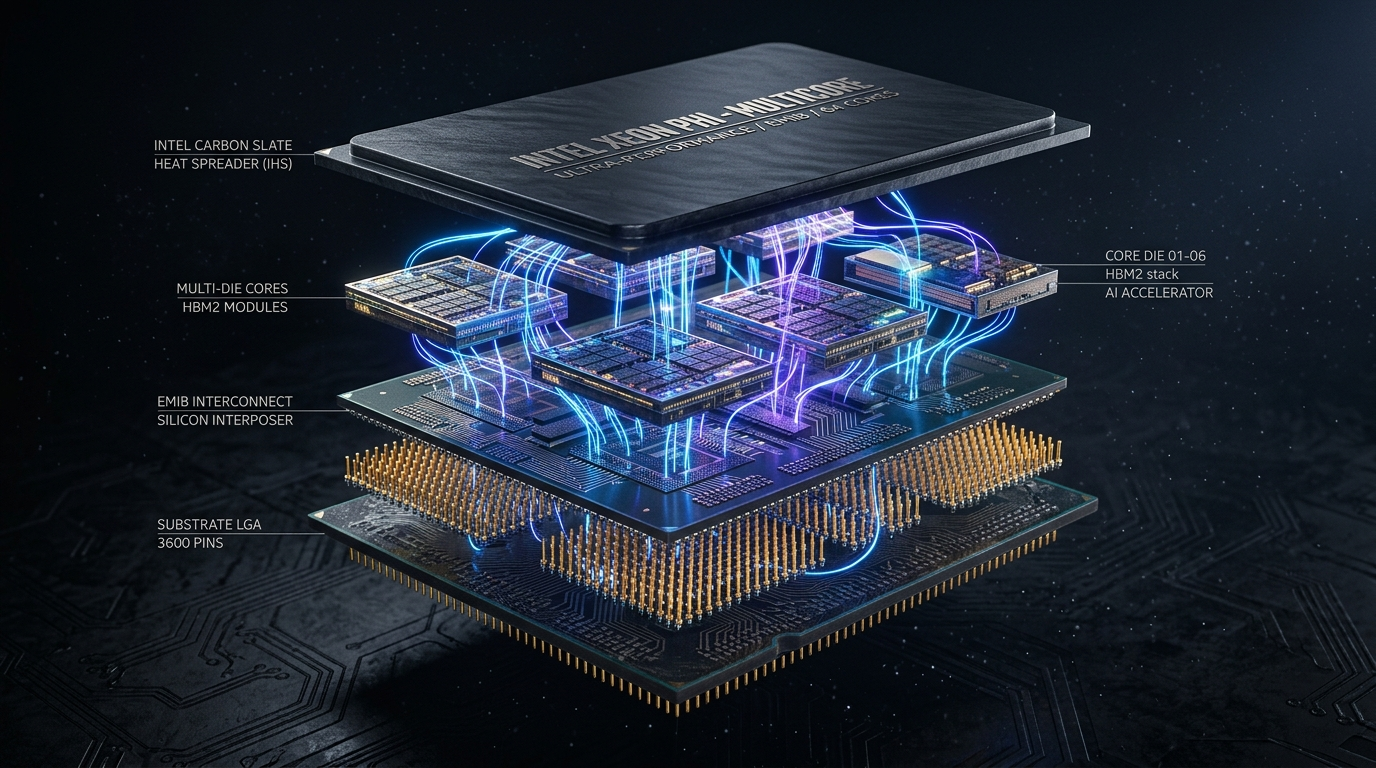 INTEL XEON PHI - MULTICORE
ULTRA-PERFORMANCE / EMIB / 64 CORES
INTEL CARBON SLATE
HEAT SPREADER (IHS)
MULTI-DIE CORES
HBM2 MODULES
CORE DIE 01-06
HBM2 stack
AI ACCELERATOR
EMIB INTERCONNECT
SILICON INTERPOSER
SUBSTRATE LGA
3600 PINS